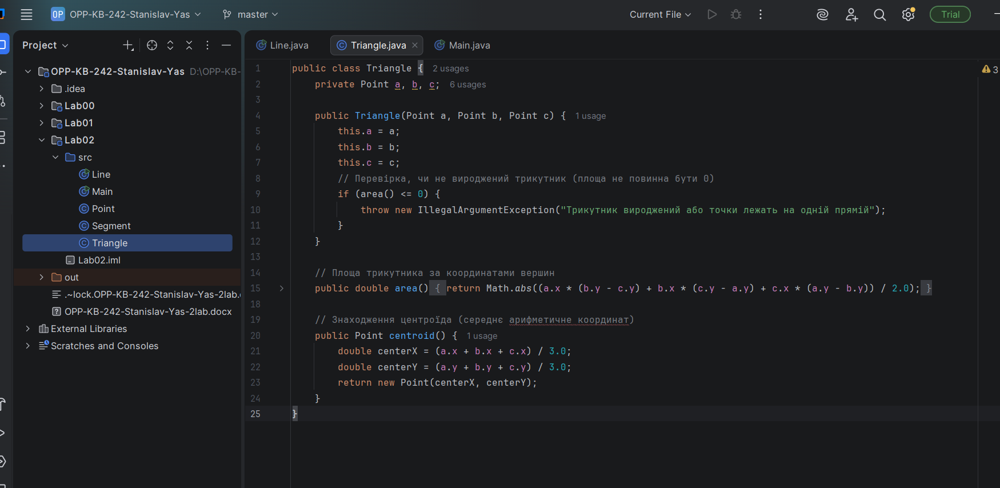 OP OPP-KB-242-Stanislav-Yas master Current File Trial
Project
Line.java Triangle.java Main.java
OPP-KB-242-Stanislav-Yas D:\OPP-KB-
.idea
Lab00
Lab01
Lab02
src
Line
Main
Point
Segment
Triangle
Lab02.iml
out
.~lock.OPP-KB-242-Stanislav-Yas-2lab.
OPP-KB-242-Stanislav-Yas-2lab.docx
External Libraries
Scratches and Consoles
3
1 public class Triangle { 2 usages
2 private Point a, b, c; 6 usages
3
4 public Triangle(Point a, Point b, Point c) { 1 usage
5 this.a = a;
6 this.b = b;
7 this.c = c;
8 // Перевірка, чи не вироджений трикутник (площа не повинна бути 0)
9 if (area() <= 0) {
10 throw new IllegalArgumentException("Трикутник вироджений або точки лежать на одній прямій");
11 }
12 }
13
14 // Площа трикутника за координатами вершин
15 public double area() { return Math.abs((a.x * (b.y - c.y) + b.x * (c.y - a.y) + c.x * (a.y - b.y)) / 2.0); }
18
19 // Знаходження центроїда (середнє арифметичне координат)
20 public Point centroid() { 1 usage
21 double centerX = (a.x + b.x + c.x) / 3.0;
22 double centerY = (a.y + b.y + c.y) / 3.0;
23 return new Point(centerX, centerY);
24 }
25 }